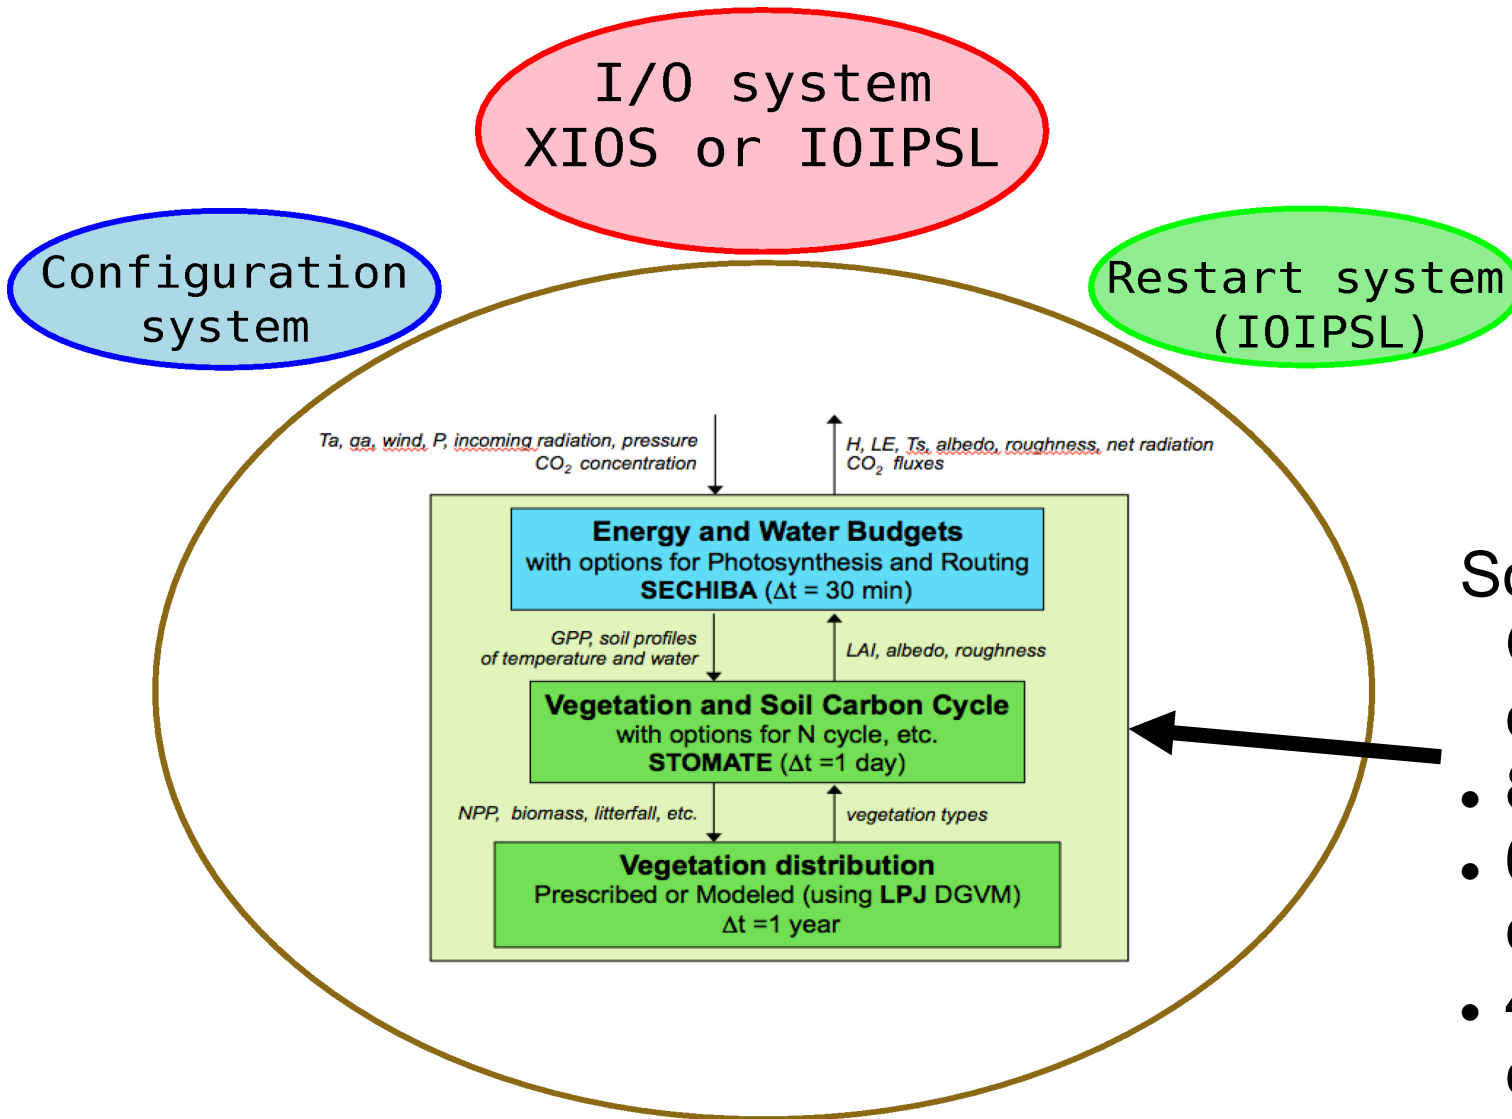 I/O system
XIOS or IOIPSL
Configuration
system
Restart system
(IOIPSL)
Ta, qa, wind, P, incoming radiation, pressure
CO₂ concentration
H, LE, Ts, albedo, roughness, net radiation
CO₂ fluxes
Energy and Water Budgets
with options for Photosynthesis and Routing
SECHIBA (Δt = 30 min)
GPP, soil profiles
of temperature and water
LAI, albedo, roughness
Vegetation and Soil Carbon Cycle
with options for N cycle, etc.
STOMATE (Δt =1 day)
NPP, biomass, litterfall, etc.
vegetation types
Vegetation distribution
Prescribed or Modeled (using LPJ DGVM)
Δt =1 year